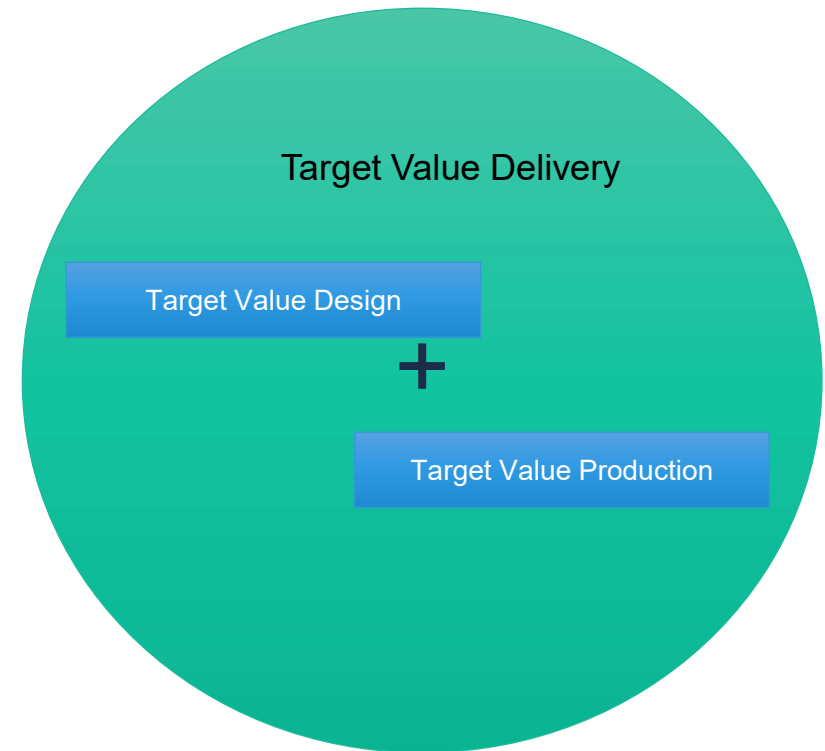 Target Value Delivery
Target Value Design
+
Target Value Production